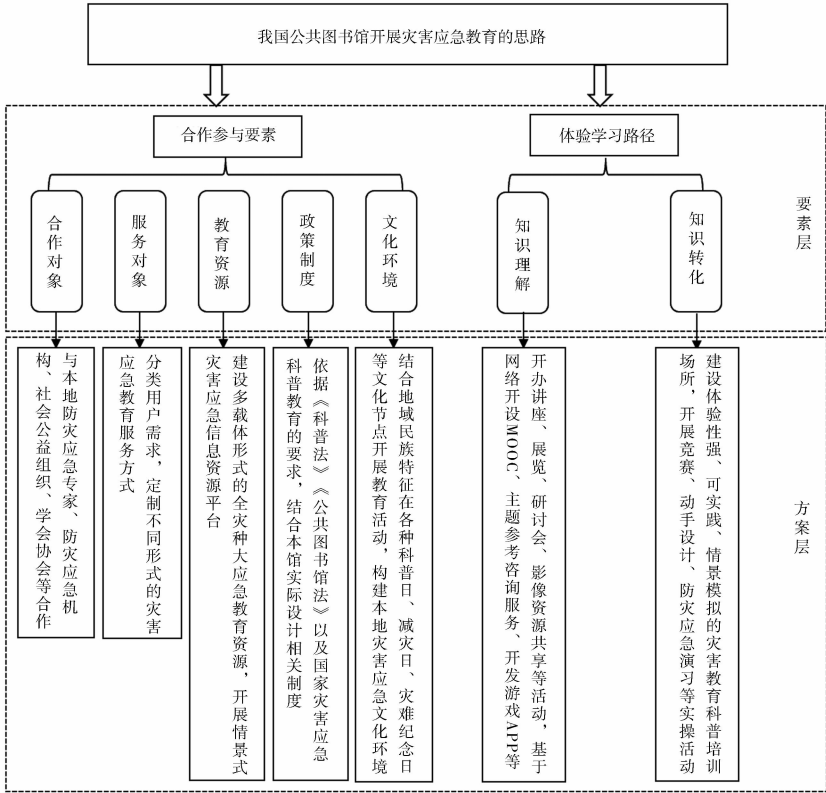 我国公共图书馆开展灾害应急教育的思路
合作参与要素
体验学习路径
合作对象
服务对象
教育资源
政策制度
文化环境
知识理解
知识转化
要素层
与本地防灾应急专家、防灾应急机
构、社会公益组织、学会协会等合作
分类用户需求，定制不同形式的灾害
应急教育服务方式
建设多载体形式的全灾种大应急教育资源，开展情景式
灾害应急信息资源平台
依据《科普法》《公共图书馆法》以及国家灾害应急
科普教育的要求，结合本馆实际设计相关制度
结合地域民族特征在各种科普日、减灾日、灾难纪念日
等文化节点开展教育活动，构建本地灾害应急文化环境
开办讲座、展览、研讨会、影像资源共享等活动，基于
网络开设MOOC、主题参考咨询服务、开发游戏APP等
建设体验性强、可实践、情景模拟的灾害教育科普培训
场所，开展竞赛、动手设计、防灾应急演习等实操活动
方案层